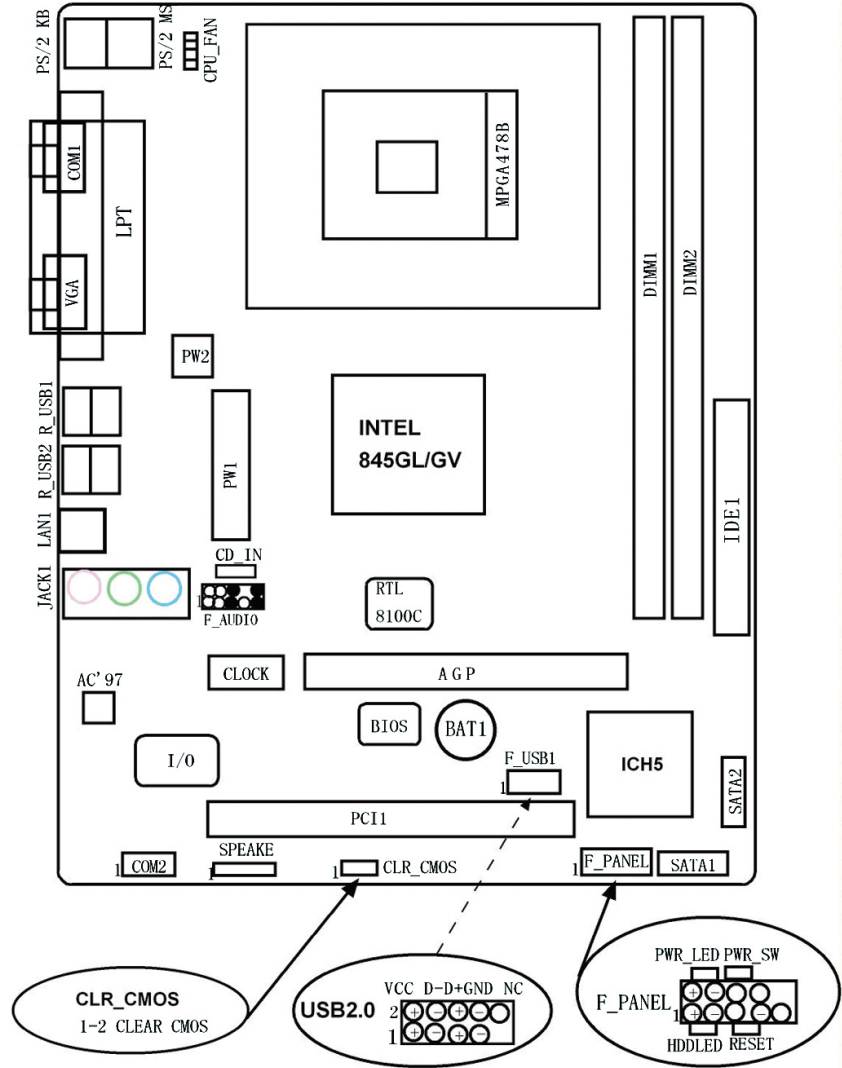 PS/2 KB
PS/2 MS
CPU_FAN
COM1
LPT
VGA
MPGA478B
DIMM1
DIMM2
PW2
R_USB1
R_USB2
LAN1
JACK1
PW1
INTEL
845GL/GV
IDE1
CD_IN
1
F_AUDIO
RTL
8100C
CLOCK
AGP
AC'97
BIOS
BAT1
I/O
F_USB1
1
ICH5
SATA2
PCI1
1
COM2
SPEAKE
1
1
CLR_CMOS
1
F_PANEL
SATA1
CLR_CMOS
1-2 CLEAR CMOS
USB2.0
VCC D-D+GND NC
2
1
PWR_LED PWR_SW
F_PANEL
1
HDDLED RESET